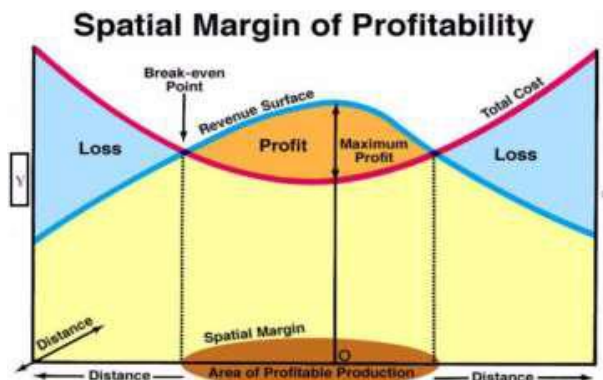 Spatial Margin of Profitability
Break-even
Point
Revenue Surface
Total Cost
Loss
Profit
Maximum
Profit
Loss
Y
Distance
Spatial Margin
O
Distance
Area of Profitable Production
Distance